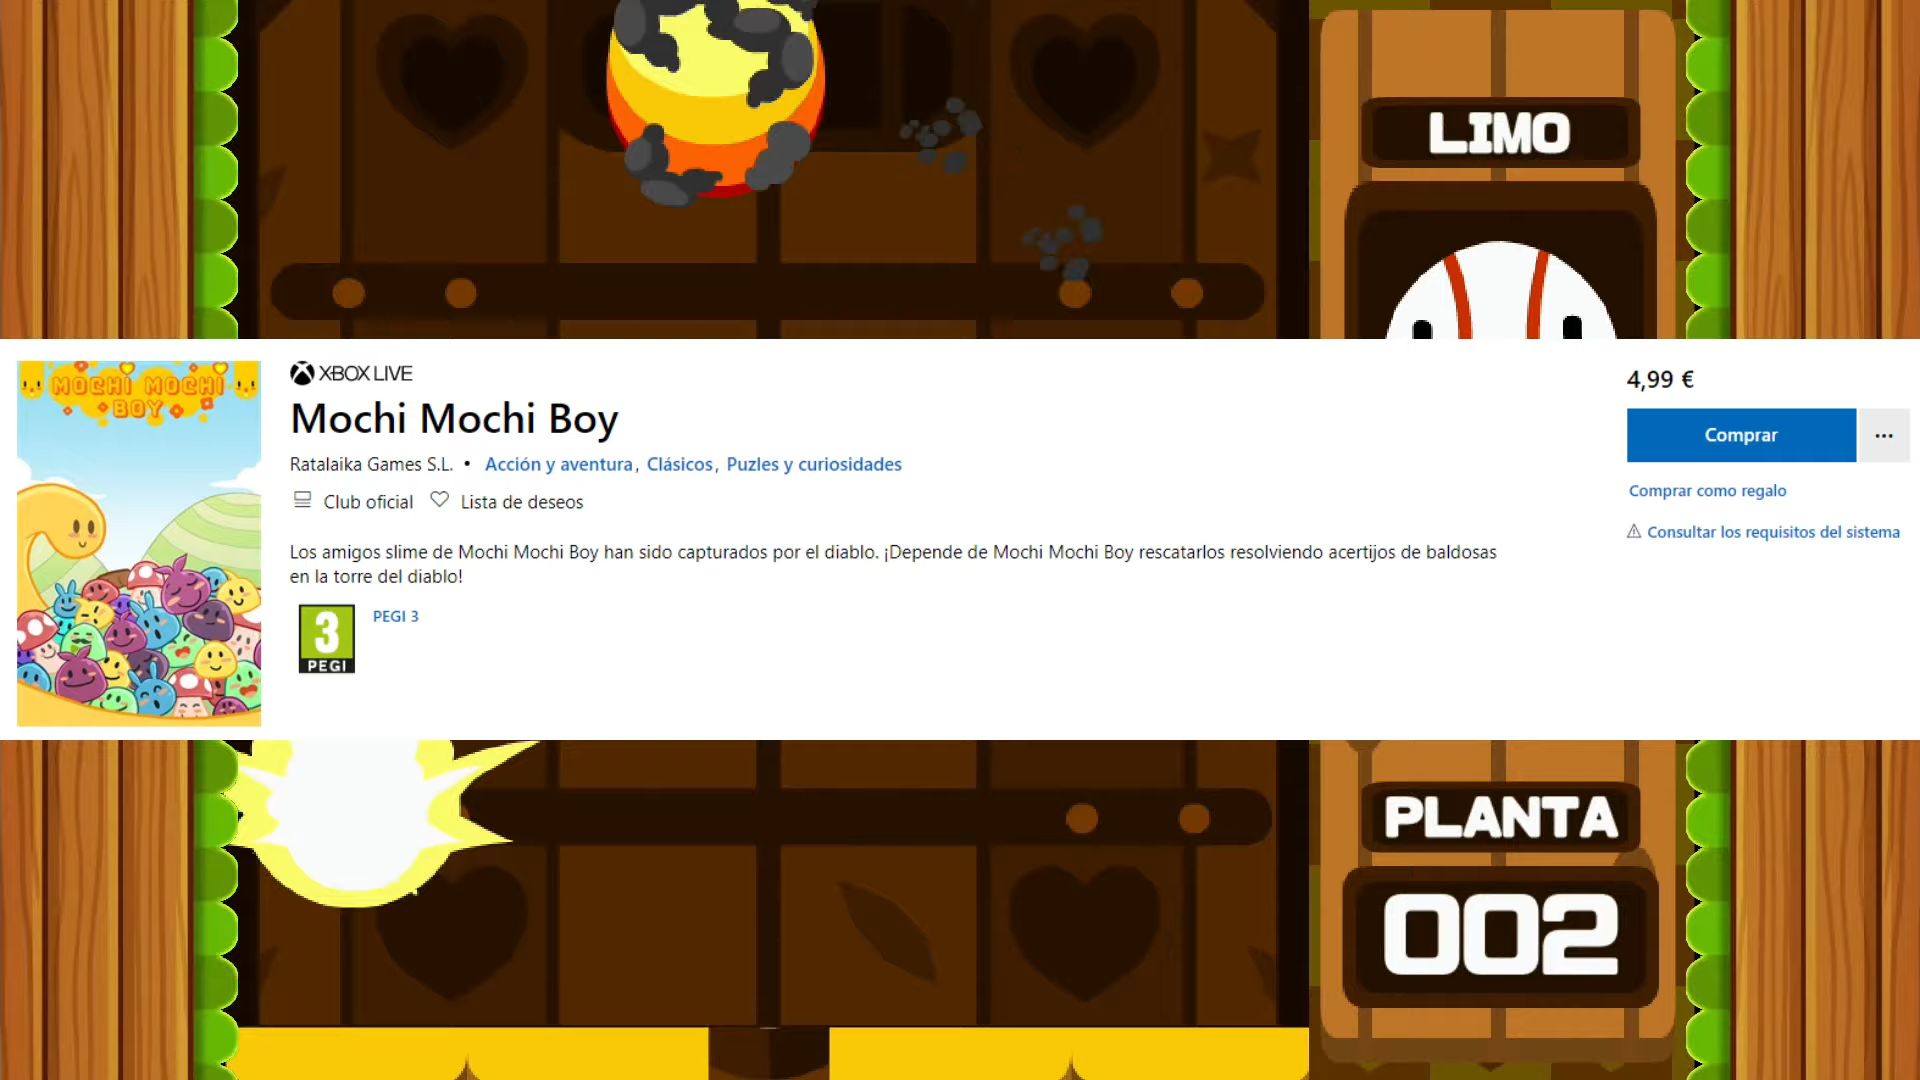 LIMO
MOCHI MOCHI
BOY
XBOX LIVE
Mochi Mochi Boy
Ratalaika Games S.L. • Acción y aventura, Clásicos, Puzles y curiosidades
Club oficial Lista de deseos
Los amigos slime de Mochi Mochi Boy han sido capturados por el diablo. ¡Depende de Mochi Mochi Boy rescatarlos resolviendo acertijos de baldosas
en la torre del diablo!
3
PEGI
PEGI 3
4,99 €
Comprar ...
Comprar como regalo
Consultar los requisitos del sistema
PLANTA
002